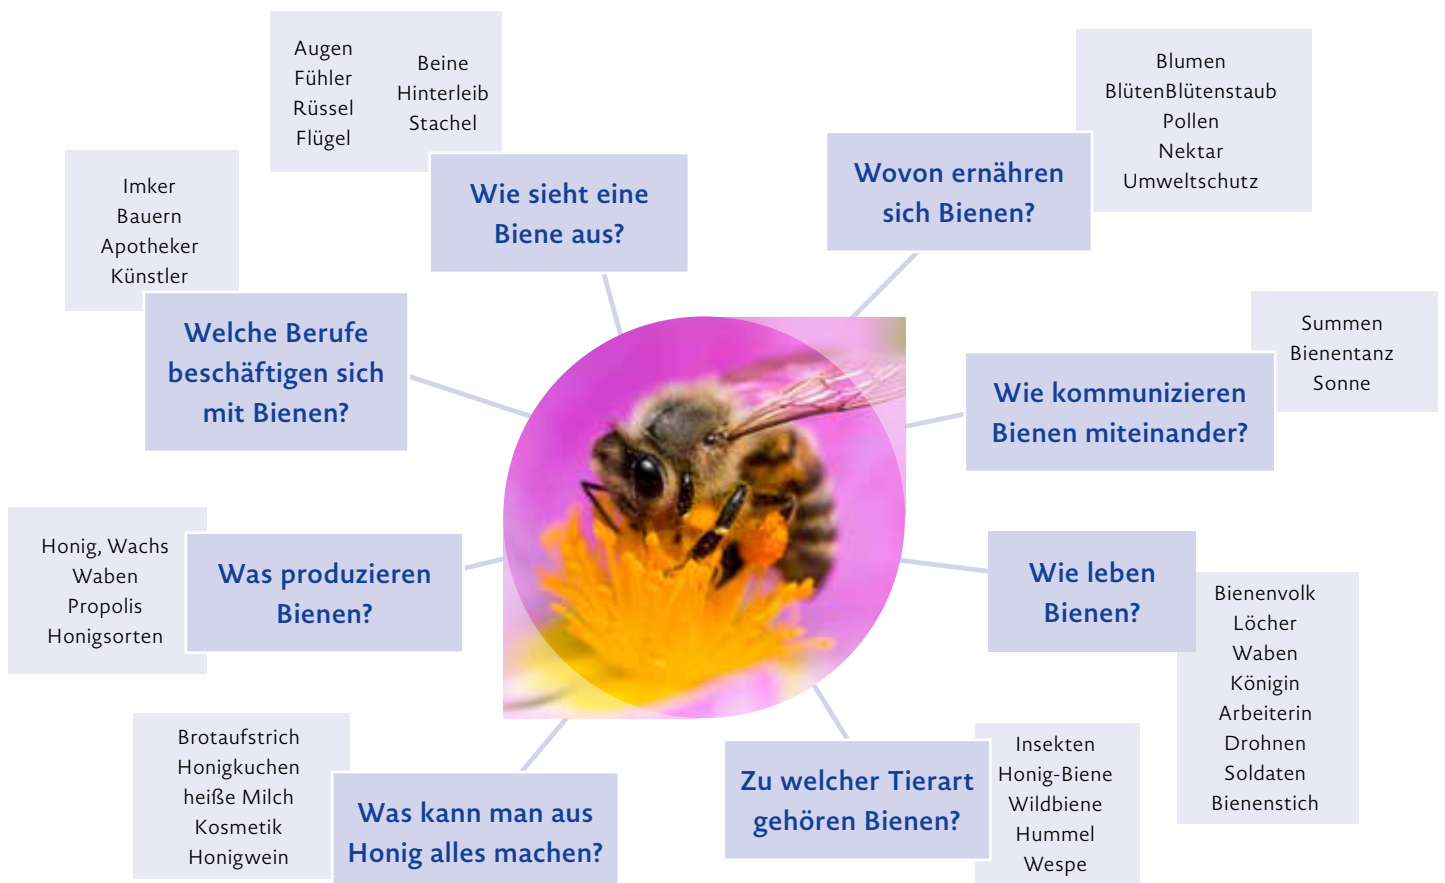 Augen
Fühler
Rüssel
Flügel
Beine
Hinterleib
Stachel
Wie sieht eine
Biene aus?
Blumen
BlütenBlütenstaub
Pollen
Nektar
Umweltschutz
Wovon ernähren
sich Bienen?
Imker
Bauern
Apotheker
Künstler
Welche Berufe
beschäftigen sich
mit Bienen?
Summen
Bienentanz
Sonne
Wie kommunizieren
Bienen miteinander?
Honig, Wachs
Waben
Propolis
Honigsorten
Was produzieren
Bienen?
Wie leben
Bienen?
Bienenvolk
Löcher
Waben
Königin
Arbeiterin
Drohnen
Soldaten
Bienenstich
Brotaufstrich
Honigkuchen
heiße Milch
Kosmetik
Honigwein
Was kann man aus
Honig alles machen?
Zu welcher Tierart
gehören Bienen?
Insekten
Honig-Biene
Wildbiene
Hummel
Wespe